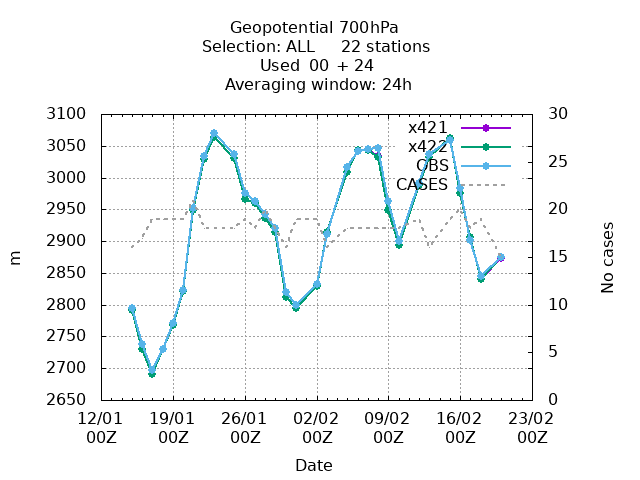 Geopotential 700hPa
Selection: ALL 22 stations
Used 00 + 24
Averaging window: 24h
3100 30
x421
x422
OBS
CASES
3050 25
3000
2950 20
2900
2850 15
2800 10
2750
2700 5
2650 0
m
No cases
12/01 19/01 26/01 02/02 09/02 16/02 23/02
00Z 00Z 00Z 00Z 00Z 00Z 00Z
Date